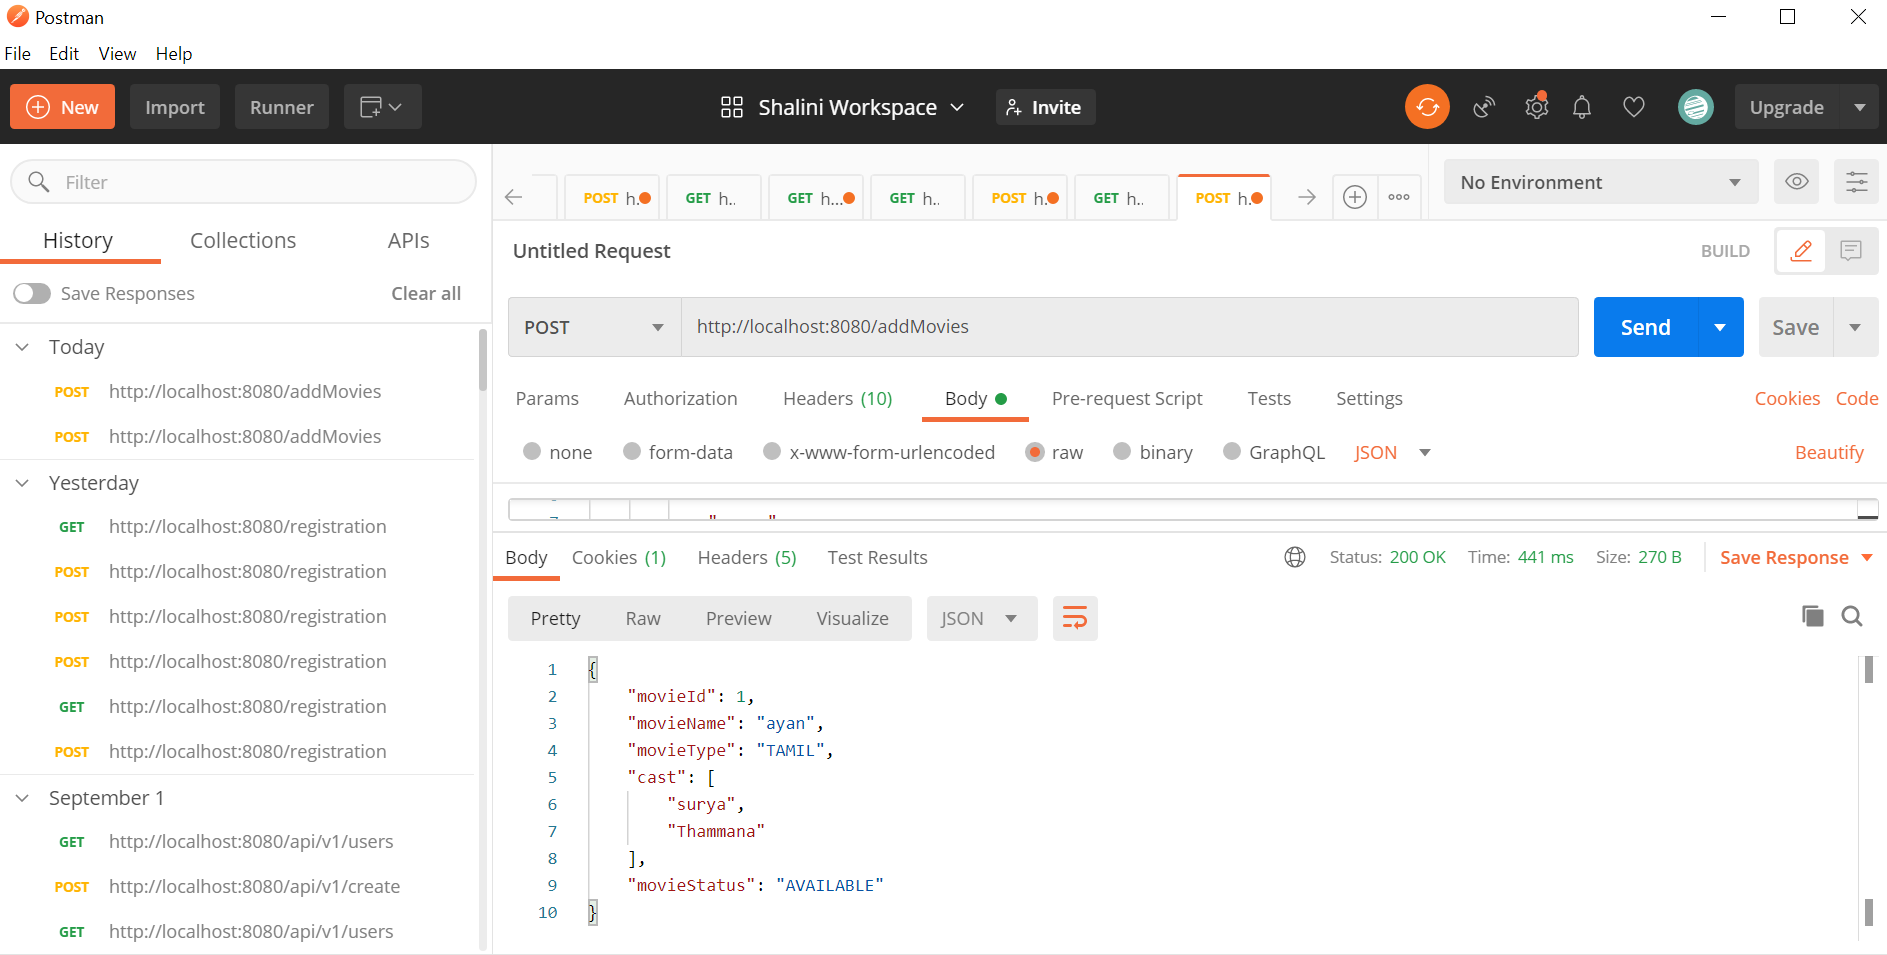 Postman
File Edit View Help
New Import Runner Shalini Workspace Invite Upgrade
Filter
History Collections APIs
Save Responses Clear all
Today
POST http://localhost:8080/addMovies
POST http://localhost:8080/addMovies
Yesterday
GET http://localhost:8080/registration
POST http://localhost:8080/registration
POST http://localhost:8080/registration
POST http://localhost:8080/registration
GET http://localhost:8080/registration
POST http://localhost:8080/registration
September 1
GET http://localhost:8080/api/v1/users
POST http://localhost:8080/api/v1/create
GET http://localhost:8080/api/v1/users
POST h. GET h.. GET h... GET h.. POST h. GET h.. POST h.
No Environment
Untitled Request BUILD
POST http://localhost:8080/addMovies Send Save
Params Authorization Headers (10) Body Pre-request Script Tests Settings Cookies Code
none form-data x-www-form-urlencoded raw binary GraphQL JSON Beautify
Body Cookies (1) Headers (5) Test Results Status: 200 OK Time: 441 ms Size: 270 B Save Response
Pretty Raw Preview Visualize JSON
1 {
2 "movieId": 1,
3 "movieName": "ayan",
4 "movieType": "TAMIL",
5 "cast": [
6 "surya",
7 "Thammana"
8 ],
9 "movieStatus": "AVAILABLE"
10 }